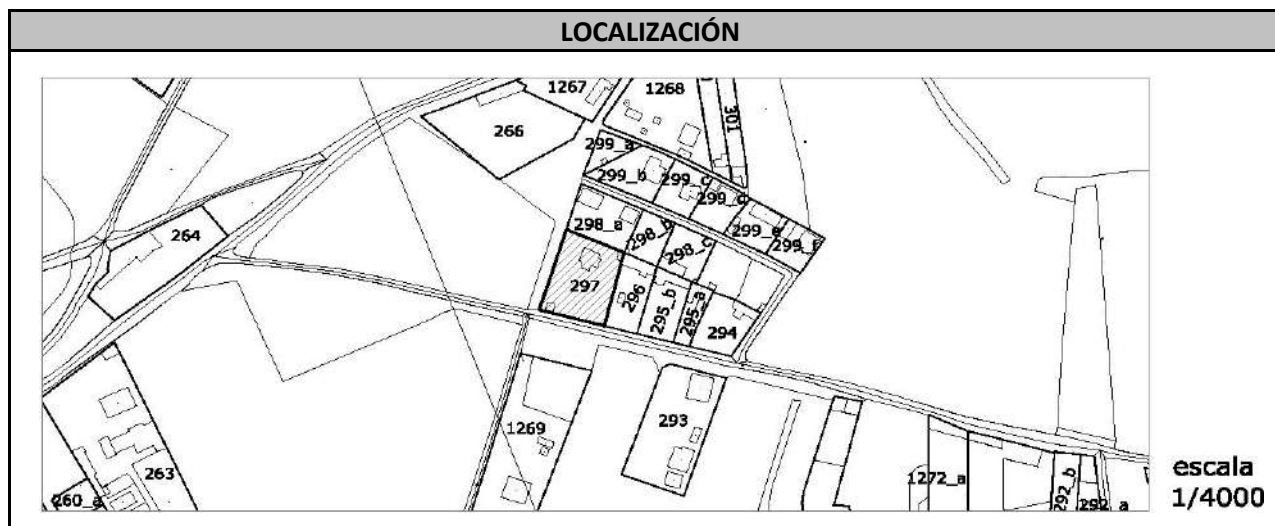 LOCALIZACIÓN
1267
1268
301
266
299_a
299_b
299_c
299_d
299_e
299_f
264
298_a
298_b
298_c
297
296
295_b
295_a
294
293
1269
263
260_a
1272_a
292_b
292_a
escala
1/4000